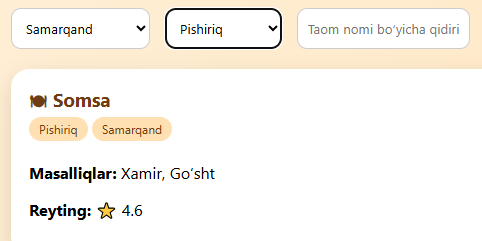 Samarqand
Pishiriq
Taom nomi bo‘yicha qidiri
🍽 Somsa
Pishiriq
Samarqand
Masalliqlar: Xamir, Go‘sht
Reyting: ⭐ 4.6